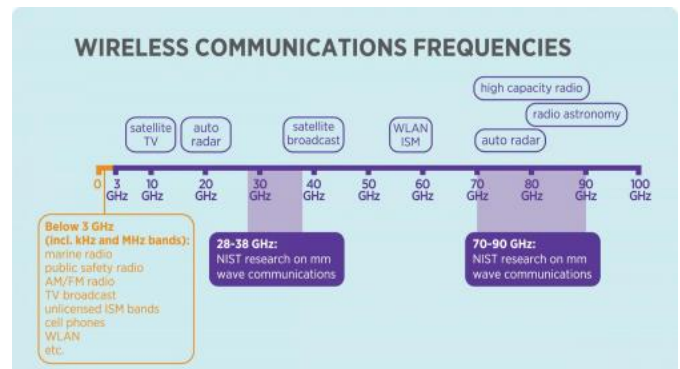 WIRELESS COMMUNICATIONS FREQUENCIES
high capacity radio
radio astronomy
satellite
TV
auto
radar
satellite
broadcast
WLAN
ISM
auto radar
0 3 10 20 30 40 50 60 70 80 90 100
GHz GHz GHz GHz GHz GHz GHz GHz GHz GHz GHz
Below 3 GHz
(incl. kHz and MHz bands):
marine radio
public safety radio
AM/FM radio
TV broadcast
unlicensed ISM bands
cell phones
WLAN
etc.
28-38 GHz:
NIST research on mm
wave communications
70-90 GHz:
NIST research on mm
wave communications